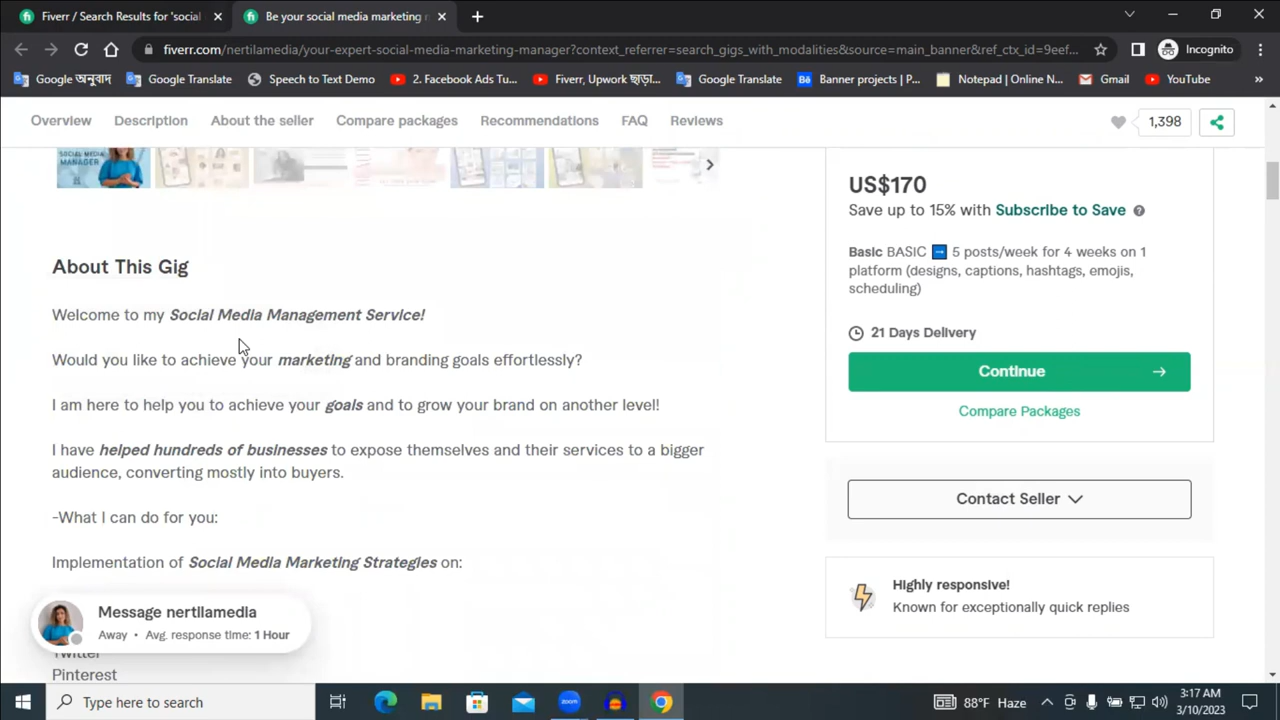 Fiverr / Search Results for 'social
Be your social media marketing
fiverr.com/nertilamedia/your-expert-social-media-marketing-manager?context_referrer=search_gigs_with_modalities&source=main_banner&ref_ctx_id=9eef...
Incognito
Google অনুবাদ
Google Translate
Speech to Text Demo
2. Facebook Ads Tu...
Fiverr, Upwork ছাড়া...
Google Translate
Banner projects | P...
Notepad | Online N...
Gmail
YouTube
Overview
Description
About the seller
Compare packages
Recommendations
FAQ
Reviews
1,398
SOCIAL MEDIA
MANAGER
US$170
Save up to 15% with Subscribe to Save
Basic BASIC ➡ 5 posts/week for 4 weeks on 1
platform (designs, captions, hashtags, emojis,
scheduling)
21 Days Delivery
Continue
Compare Packages
Contact Seller
Highly responsive!
Known for exceptionally quick replies
About This Gig
Welcome to my Social Media Management Service!
Would you like to achieve your marketing and branding goals effortlessly?
I am here to help you to achieve your goals and to grow your brand on another level!
I have helped hundreds of businesses to expose themselves and their services to a bigger
audience, converting mostly into buyers.
-What I can do for you:
Implementation of Social Media Marketing Strategies on:
Message nertilamedia
Away • Avg. response time: 1 Hour
Twitter
Pinterest
Type here to search
zoom
88°F Haze
3:17 AM
3/10/2023